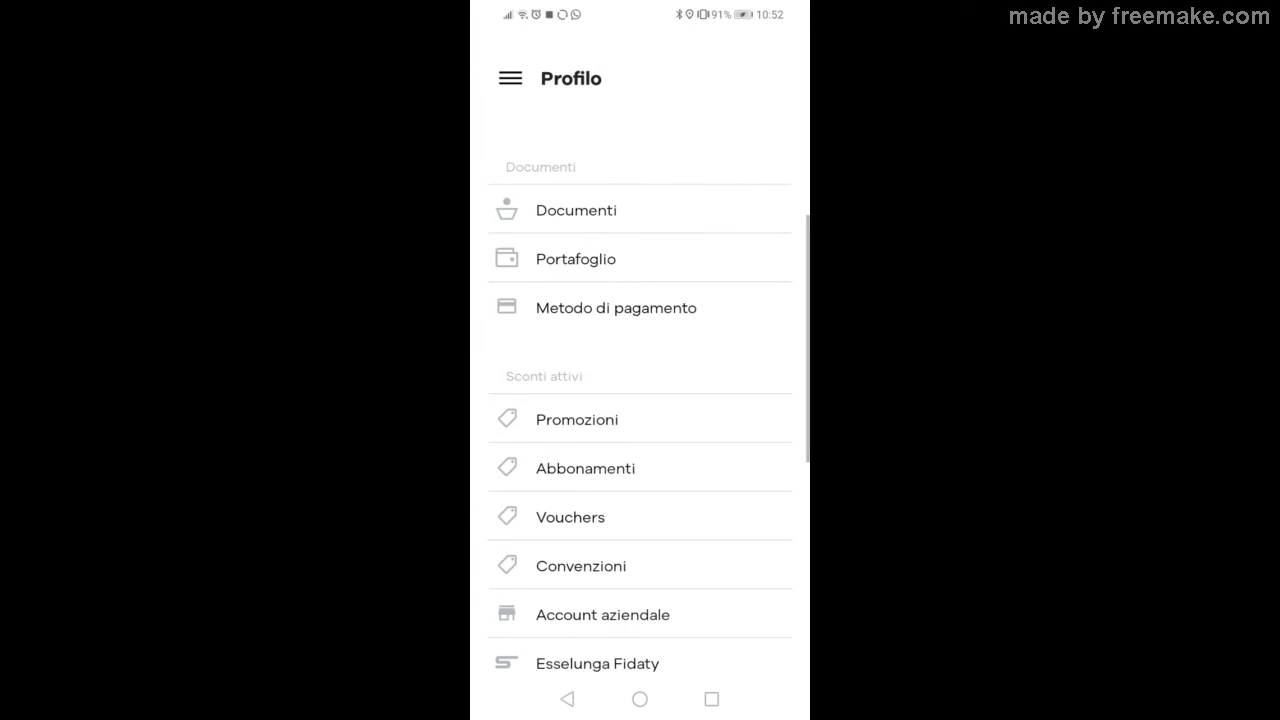 made by freemake.com
91% 10:52
Profilo
Documenti
Documenti
Portafoglio
Metodo di pagamento
Sconti attivi
Promozioni
Abbonamenti
Vouchers
Convenzioni
Account aziendale
Esselunga Fidaty